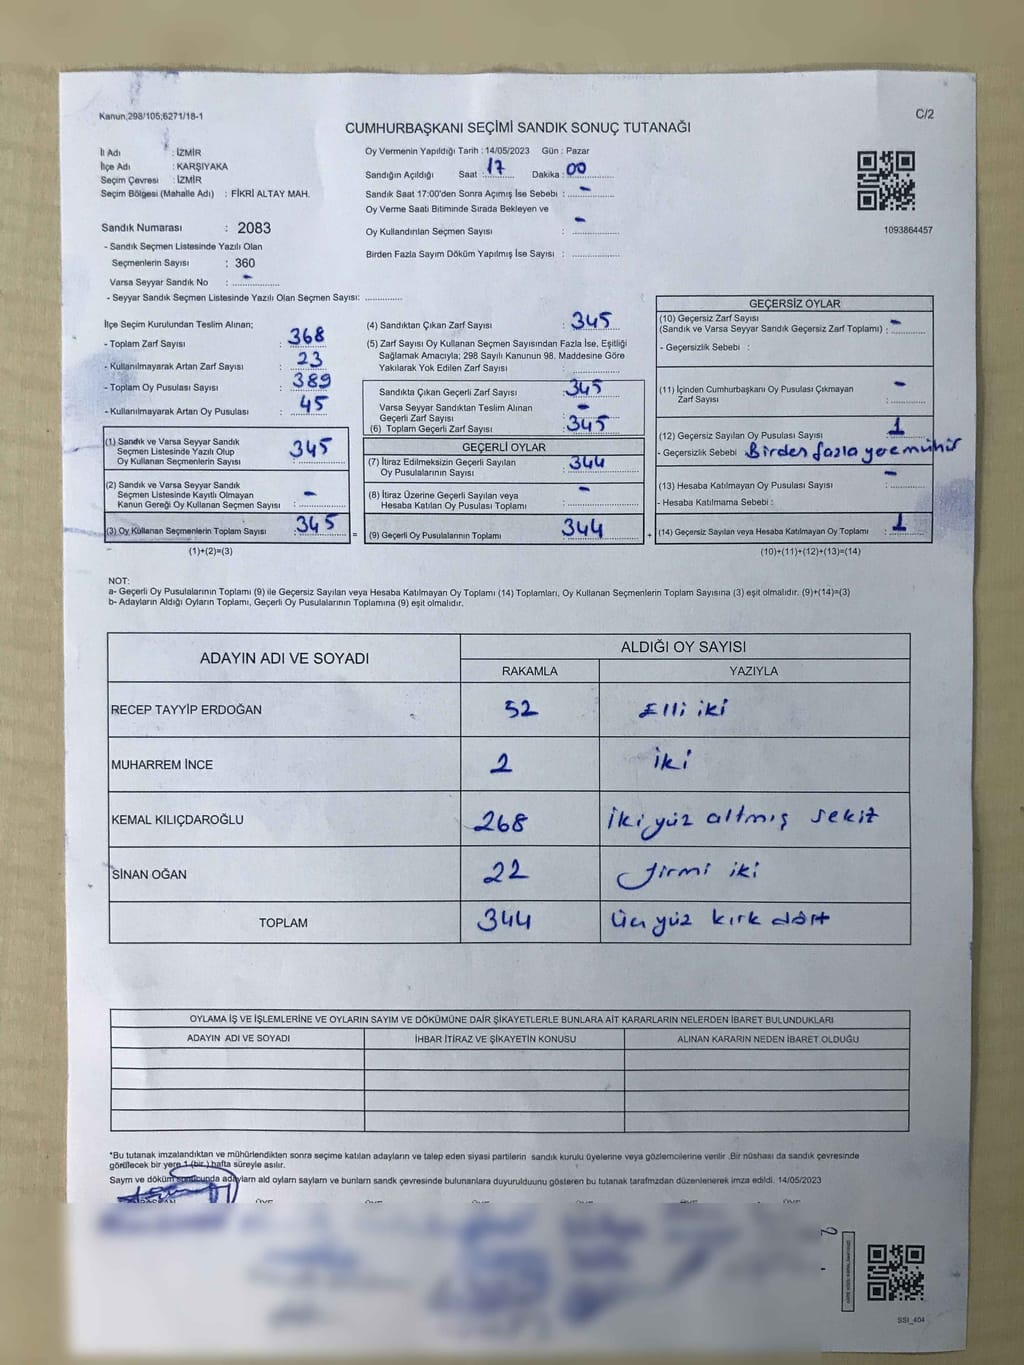 Kanun,298/105;6271/18-1
C/2
CUMHURBAŞKANI SEÇİMİ SANDIK SONUÇ TUTANAĞI
İl Adı : İZMİR
İlçe Adı : KARŞIYAKA
Seçim Çevresi : İZMİR
Seçim Bölgesi (Mahalle Adı) : FİKRİ ALTAY MAH.
Oy Vermenin Yapıldığı Tarih : 14/05/2023 Gün : Pazar
Sandığın Açıldığı Saat : 17 Dakika : 00
Sandık Saat 17:00'den Sonra Açımış İse Sebebi : -
Oy Verme Saati Bitiminde Sırada Bekleyen ve
Oy Kullandırılan Seçmen Sayısı : -
Birden Fazla Sayım Döküm Yapılmış İse Sayısı :
1093864457
Sandık Numarası : 2083
- Sandık Seçmen Listesinde Yazılı Olan
Seçmenlerin Sayısı : 360
Varsa Seyyar Sandık No : -
- Seyyar Sandık Seçmen Listesinde Yazılı Olan Seçmen Sayısı:
İlçe Seçim Kurulundan Teslim Alınan;
- Toplam Zarf Sayısı : 368
- Kullanılmayarak Artan Zarf Sayısı : 23
- Toplam Oy Pusulası Sayısı : 389
- Kullanılmayarak Artan Oy Pusulası : 45
(1) Sandık ve Varsa Seyyar Sandık
Seçmen Listesinde Yazılı Olup
Oy Kullanan Seçmenlerin Sayısı : 345
(2) Sandık ve Varsa Seyyar Sandık
Seçmen Listesinde Kayıtlı Olmayan
Kanun Gereği Oy Kullanan Seçmen Sayısı : -
(3) Oy Kullanan Seçmenlerin Toplam Sayısı : 345
(1)+(2)=(3)
=
(4) Sandıktan Çıkan Zarf Sayısı : 345
(5) Zarf Sayısı Oy Kullanan Seçmen Sayısından Fazla İse, Eşitliği
Sağlamak Amacıyla; 298 Sayılı Kanunun 98. Maddesine Göre
Yakılarak Yok Edilen Zarf Sayısı :
Sandıkta Çıkan Geçerli Zarf Sayısı : 345
Varsa Seyyar Sandıktan Teslim Alınan
Geçerli Zarf Sayısı : -
(6) Toplam Geçerli Zarf Sayısı : 345
GEÇERLİ OYLAR
(7) İtiraz Edilmeksizin Geçerli Sayılan
Oy Pusulalarının Sayısı : 344
(8) İtiraz Üzerine Geçerli Sayılan veya
Hesaba Katılan Oy Pusulası Toplamı : -
(9) Geçerli Oy Pusulalarının Toplamı : 344
+
GEÇERSİZ OYLAR
(10) Geçersiz Zarf Sayısı
(Sandık ve Varsa Seyyar Sandık Geçersiz Zarf Toplamı) : -
- Geçersizlik Sebebi :
(11) İçinden Cumhurbaşkanı Oy Pusulası Çıkmayan
Zarf Sayısı : -
(12) Geçersiz Sayılan Oy Pusulası Sayısı : 1
- Geçersizlik Sebebi : Birden fazla yere mühür
(13) Hesaba Katılmayan Oy Pusulası Sayısı : -
- Hesaba Katılmama Sebebi :
(14) Geçersiz Sayılan veya Hesaba Katılmayan Oy Toplamı : 1
(10)+(11)+(12)+(13)=(14)
NOT:
a- Geçerli Oy Pusulalarının Toplamı (9) ile Geçersiz Sayılan veya Hesaba Katılmayan Oy Toplamı (14) Toplamları, Oy Kullanan Seçmenlerin Toplam Sayısına (3) eşit olmalıdır. (9)+(14)=(3)
b- Adayların Aldığı Oyların Toplamı, Geçerli Oy Pusulalarının Toplamına (9) eşit olmalıdır.
ADAYIN ADI VE SOYADI ALDIĞI OY SAYISI
RAKAMLA YAZIYLA
RECEP TAYYİP ERDOĞAN 52 Elli iki
MUHARREM İNCE 2 iki
KEMAL KILIÇDAROĞLU 268 İki yüz altmış sekiz
SİNAN OĞAN 22 Yirmi iki
TOPLAM 344 Üç yüz kırk dört
OYLAMA İŞ VE İŞLEMLERİNE VE OYLARIN SAYIM VE DÖKÜMÜNE DAİR ŞİKAYETLERLE BUNLARA AİT KARARLARIN NELERDEN İBARET BULUNDUKLARI
ADAYIN ADI VE SOYADI İHBAR İTİRAZ VE ŞİKAYETİN KONUSU ALINAN KARARIN NEDEN İBARET OLDUĞU
*Bu tutanak imzalandıktan ve mühürlendikten sonra seçime katılan adayların ve talep eden siyasi partilerin sandık kurulu üyelerine veya gözlemcilerine verilir .Bir nüshası da sandık çevresinde
görülecek bir yere 1 (bir ) hafta süreyle asılır.
Sayım ve döküm sonucunda adayların ald oyların sayların ve bunların sandık çevresinde bulunanlara duyurulduunu gösteren bu tutanak tarafmzdan düzenlenerek imza edildi. 14/05/2023
SSI_404